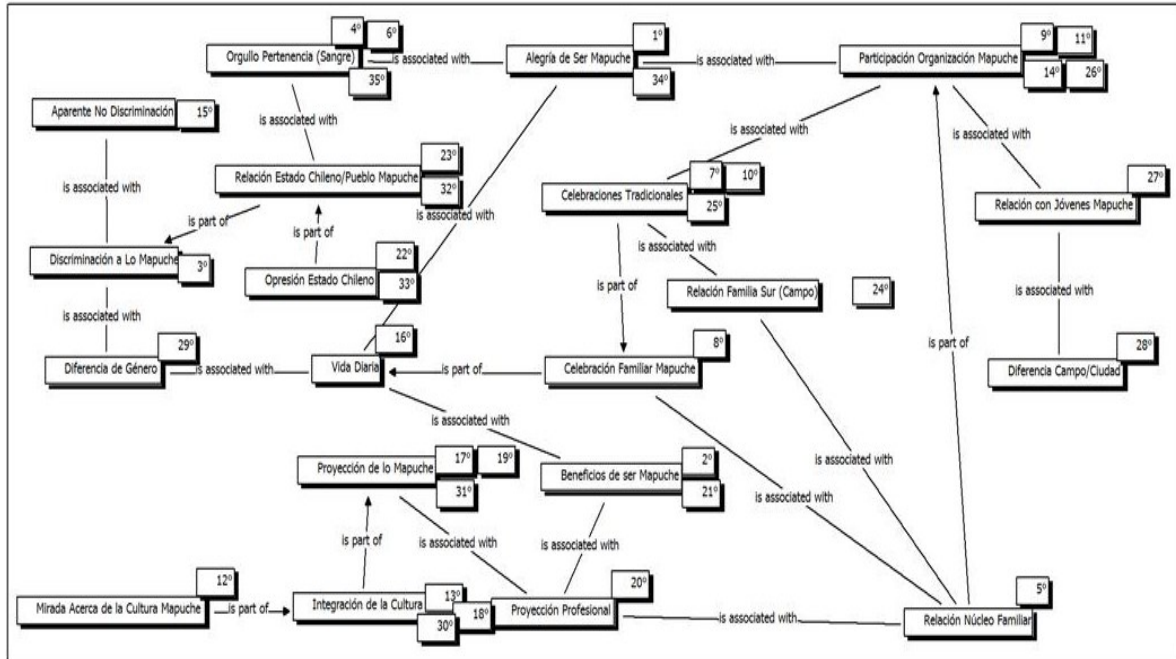 4º
6º
1º
9º
11º
Orgullo Pertenencia (Sangre)
is associated with
Alegría de Ser Mapuche
is associated with
Participación Organización Mapuche
35º
34º
14º
26º
Aparente No Discriminación
15º
is associated with
is associated with
is associated with
23º
Relación Estado Chileno/Pueblo Mapuche
32º
7º
10º
Celebraciones Tradicionales
25º
27º
Relación con Jóvenes Mapuche
is associated with
is associated with
is part of
is part of
is associated with
Discriminación a Lo Mapuche
3º
22º
Opresión Estado Chileno
33º
Relación Familia Sur (Campo)
24º
is part of
is associated with
is associated with
29º
Diferencia de Género
is associated with
16º
Vida Diaria
is part of
8º
Celebración Familiar Mapuche
is part of
28º
Diferencia Campo/Ciudad
is associated with
17º
19º
Proyección de lo Mapuche
31º
2º
Beneficios de ser Mapuche
21º
is associated with
is associated with
is part of
is associated with
is associated with
12º
Mirada Acerca de la Cultura Mapuche
is part of
13º
Integración de la Cultura
18º
30º
20º
Proyección Profesional
is associated with
5º
Relación Núcleo Familiar